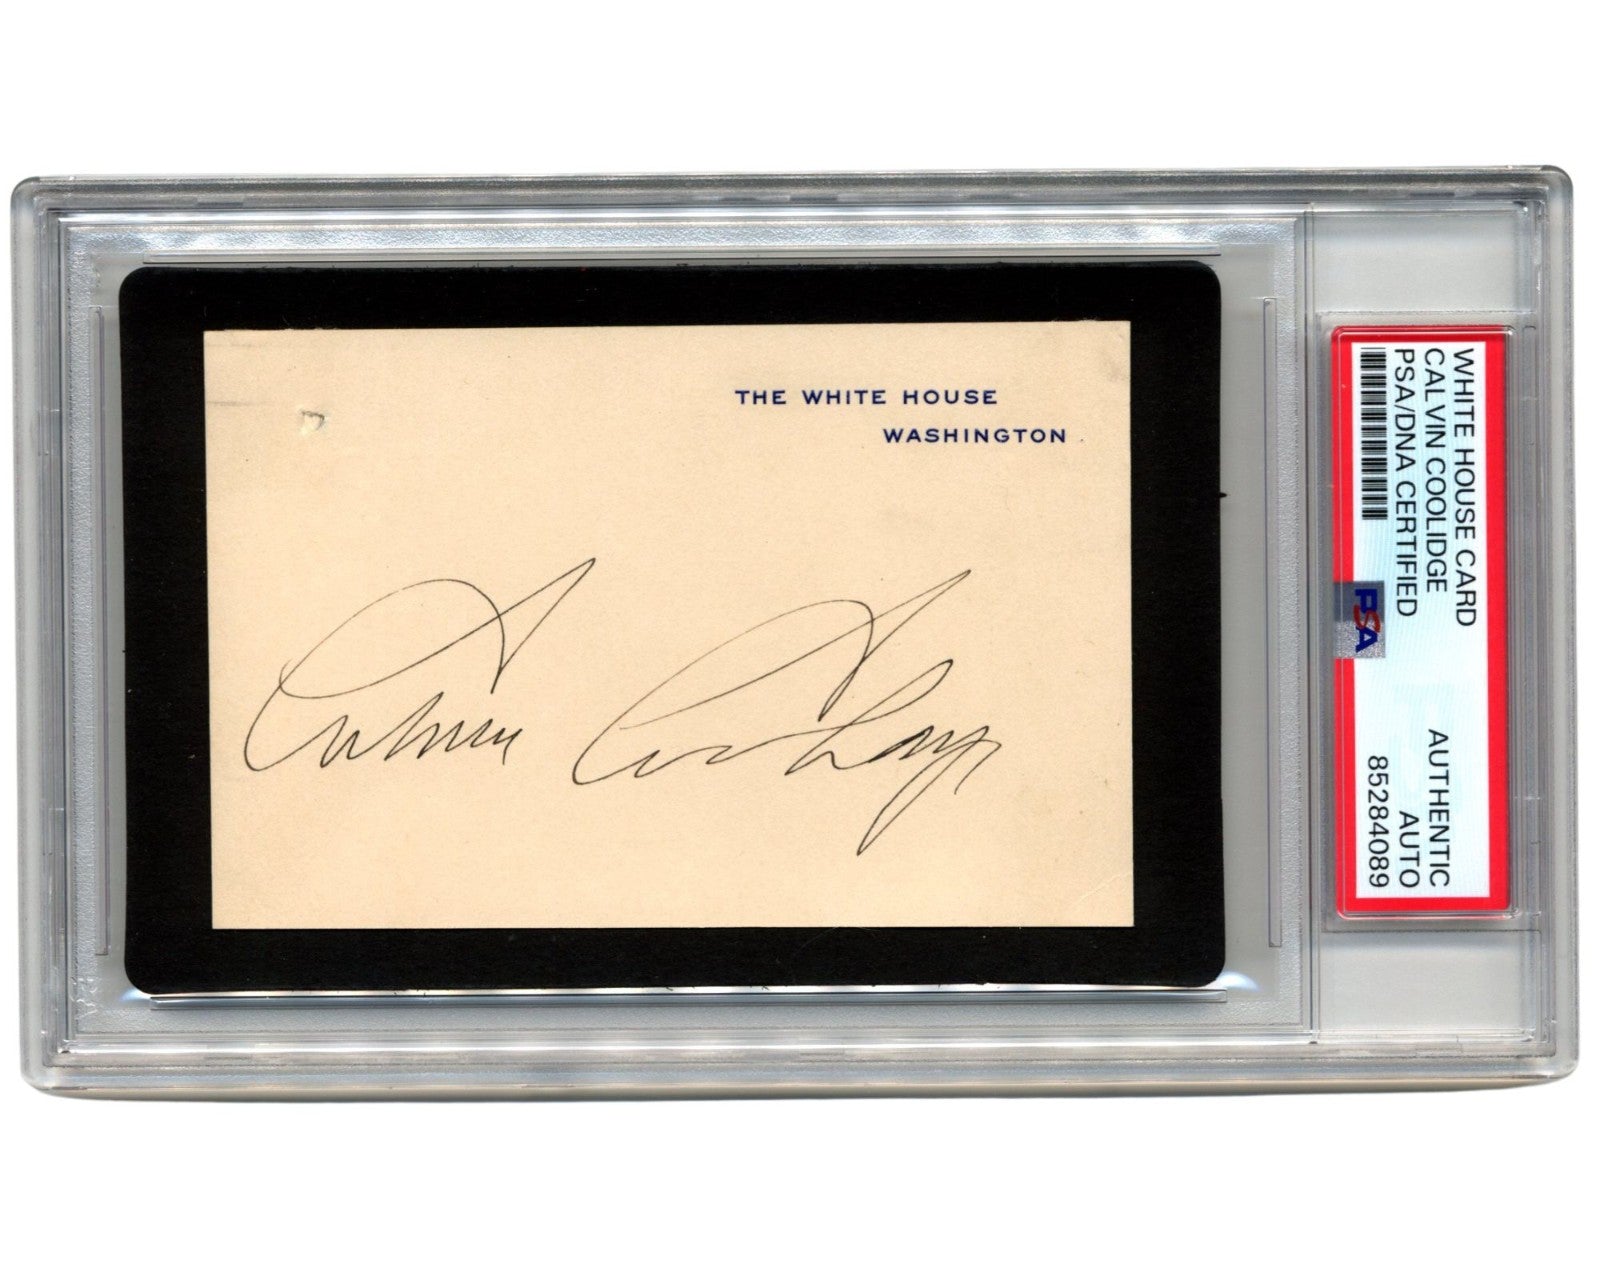 THE WHITE HOUSE
WASHINGTON
Calvin Coolidge
WHITE HOUSE CARD
CALVIN COOLIDGE
PSA/DNA CERTIFIED
PSA
AUTHENTIC
AUTO
85284089